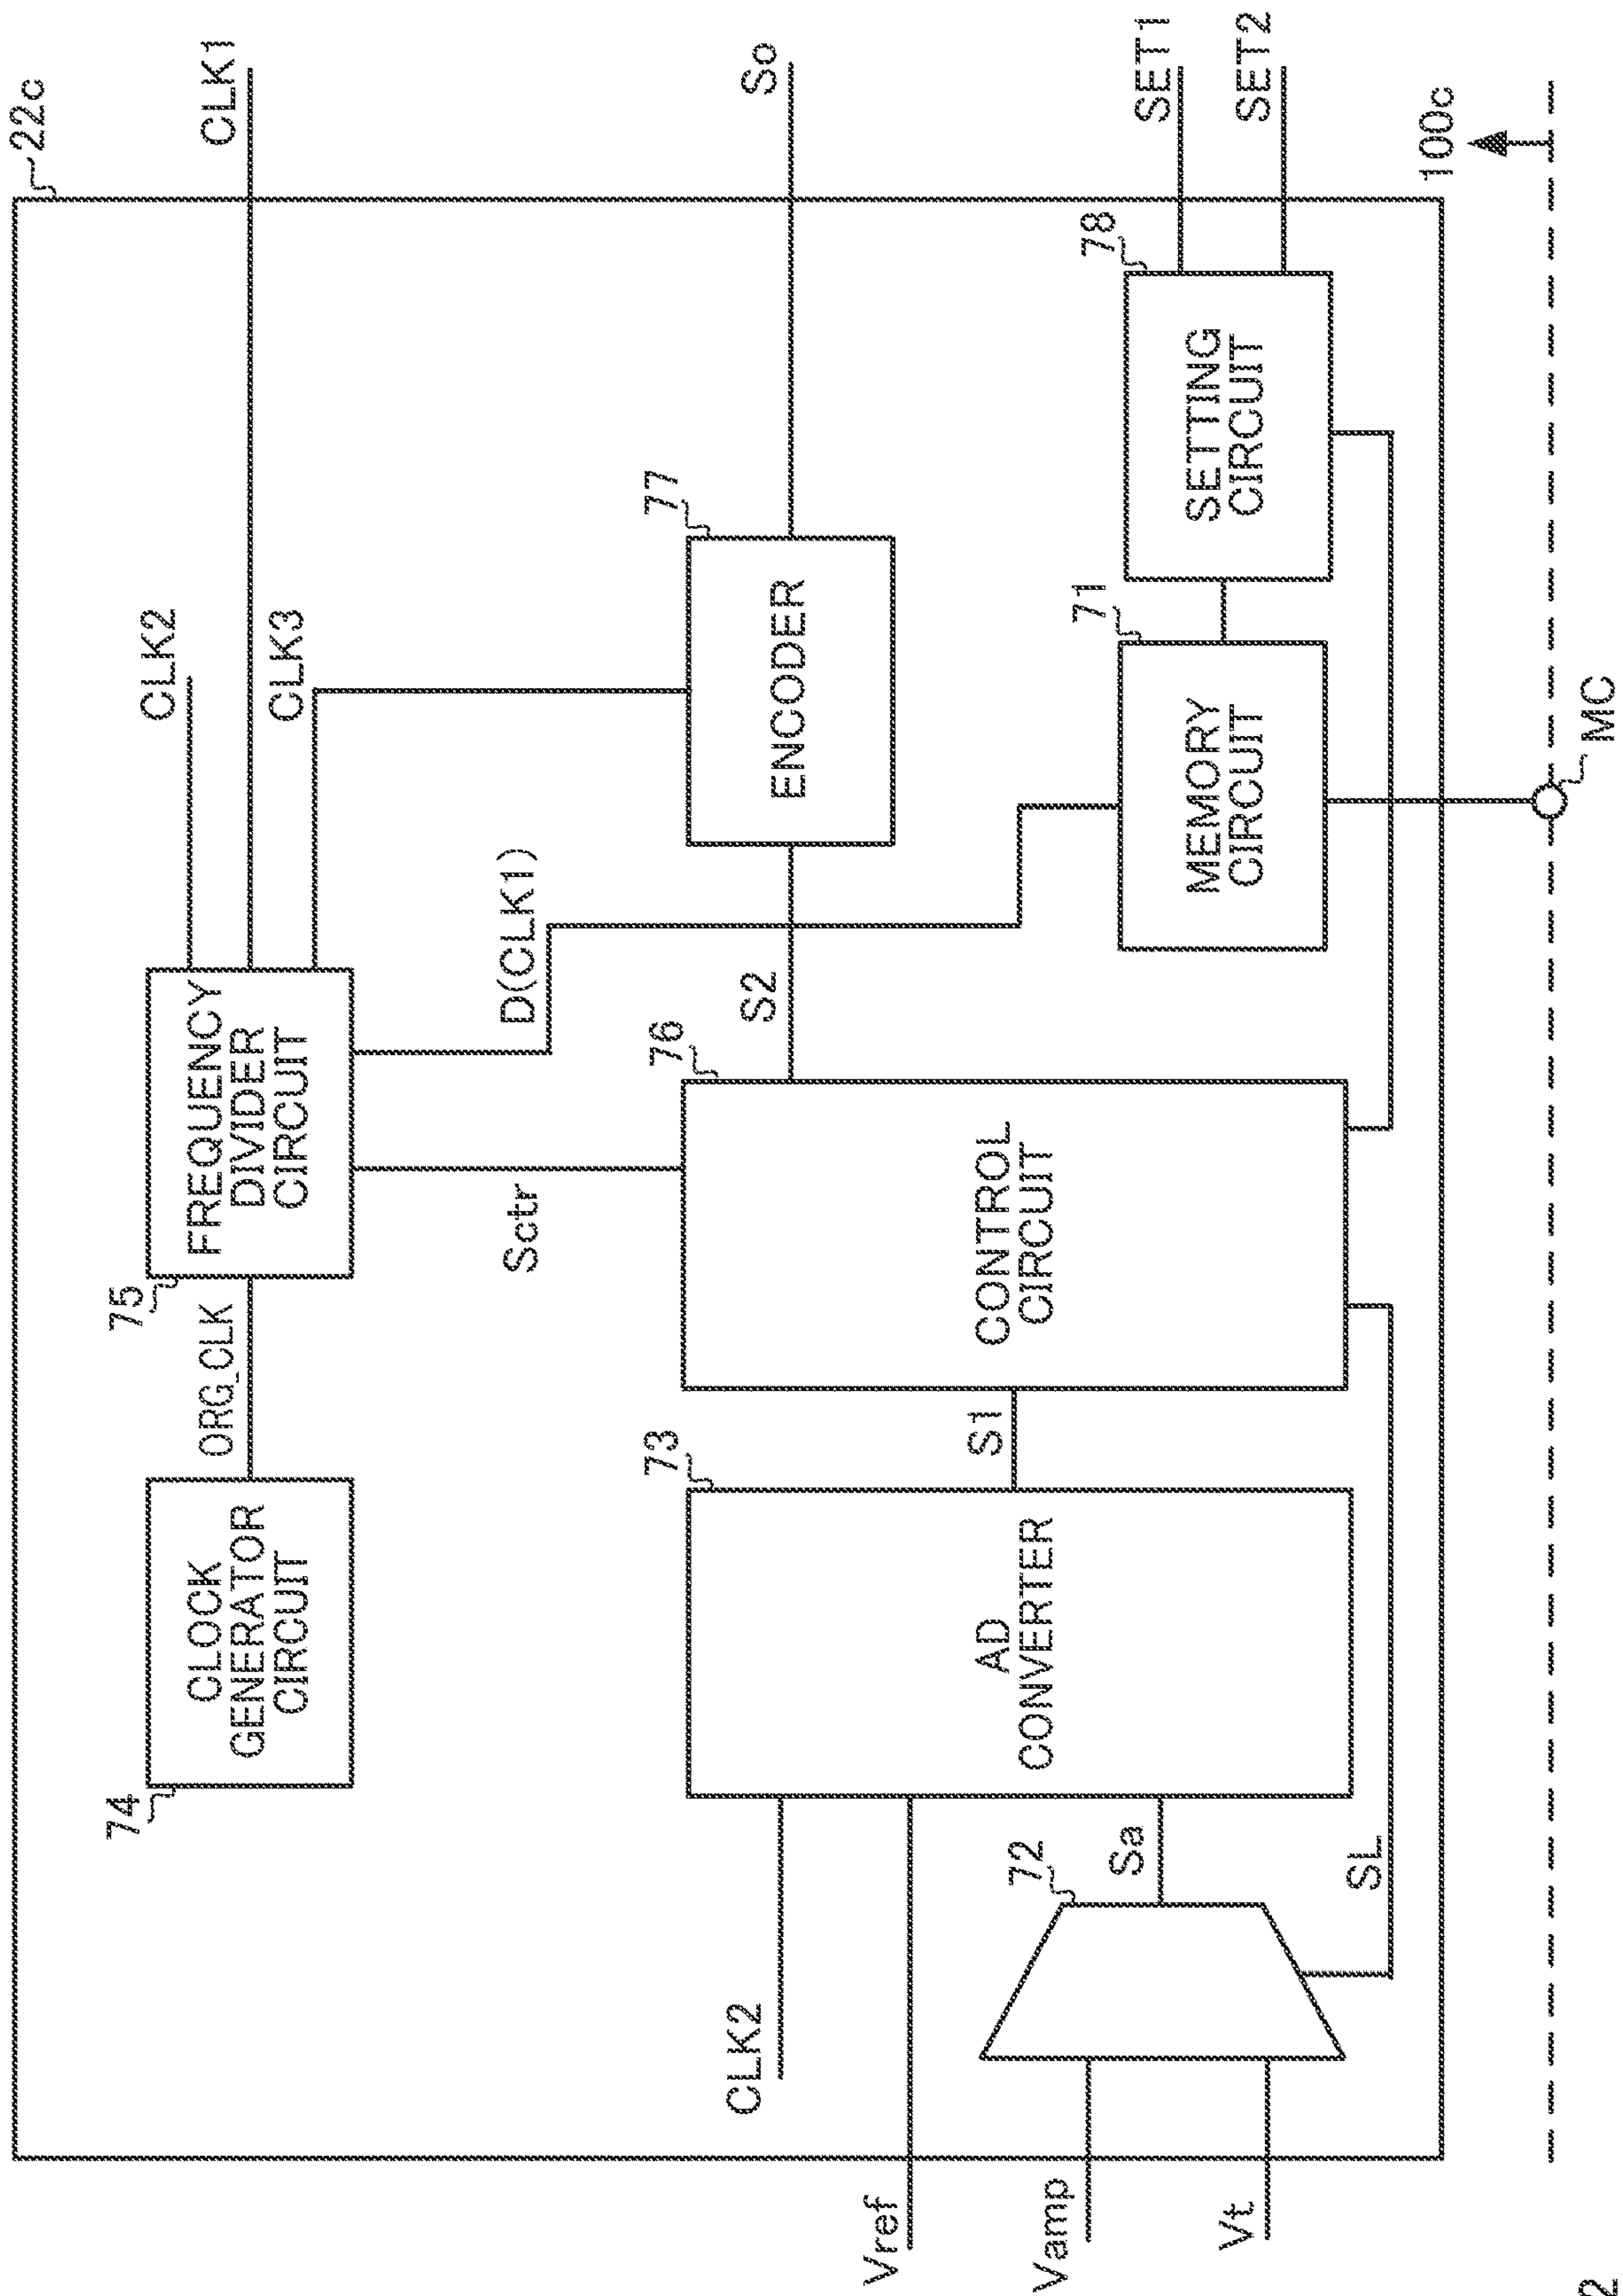 22c
CLK1
CLK2
CLK3
75
FREQUENCY
DIVIDER
CIRCUIT
ORG_CLK
74
CLOCK
GENERATOR
CIRCUIT
D(CLK1)
Sctr
So
77
ENCODER
S2
76
CONTROL
CIRCUIT
S1
73
AD
CONVERTER
CLK2
Vref
Vamp
Vt
72
Sa
SL
71
MEMORY
CIRCUIT
78
SETTING
CIRCUIT
SET1
SET2
100c
MC
2